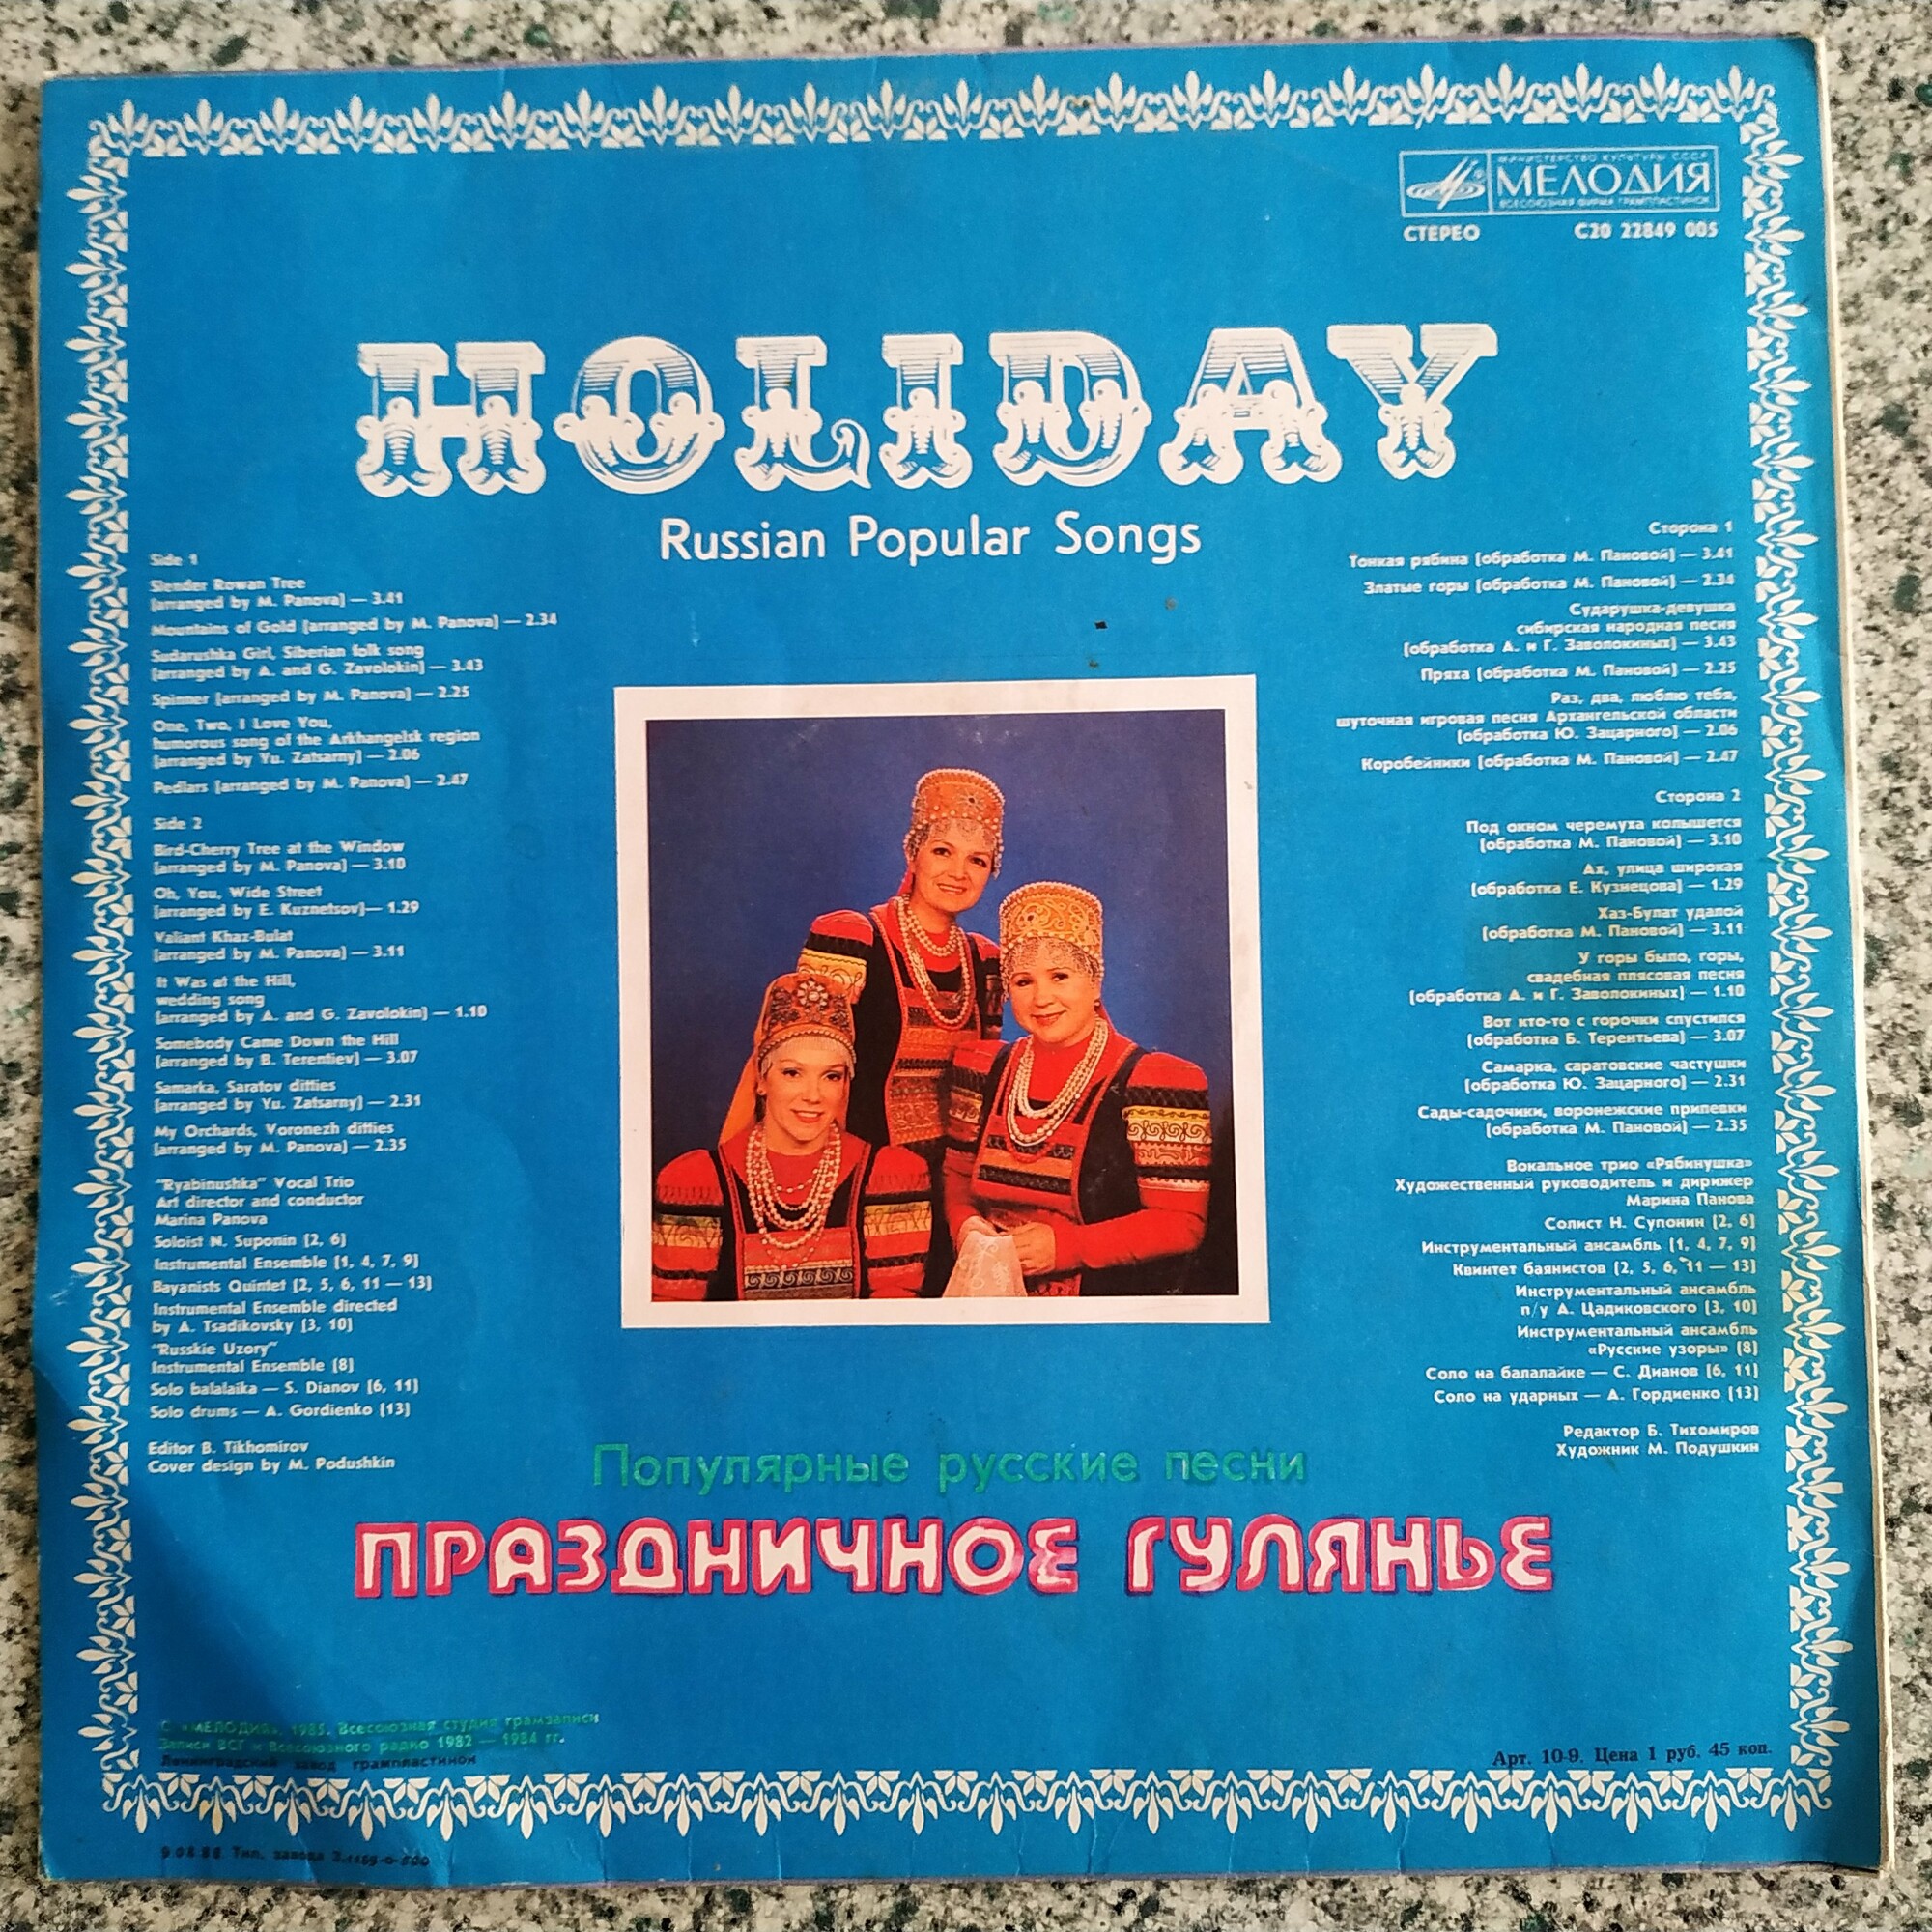 МИНИСТЕРСТВО КУЛЬТУРЫ СССР
МЕЛОДИЯ
ВСЕСОЮЗНАЯ ФИРМА ГРАМПЛАСТИНОК
СТЕРЕО С20 22849 005
HOLIDAY
Russian Popular Songs
Side 1
Slender Rowan Tree
(arranged by M. Panova) — 3.41
Mountains of Gold (arranged by M. Panova) — 2.34
Sudarushka Girl, Siberian folk song
(arranged by A. and G. Zavolokin) — 3.43
Spinner (arranged by M. Panova) — 2.25
One, Two, I Love You,
humorous song of the Arkhangelsk region
(arranged by Yu. Zatsarny) — 2.06
Pedlars (arranged by M. Panova) — 2.47
Side 2
Bird-Cherry Tree at the Window
(arranged by M. Panova) — 3.10
Oh, You, Wide Street
(arranged by E. Kuznetsov)— 1.29
Valiant Khaz-Bulat
(arranged by M. Panova) — 3.11
It Was at the Hill,
wedding song
(arranged by A. and G. Zavolokin) — 1.10
Somebody Came Down the Hill
(arranged by B. Terentiev) — 3.07
Samarka, Saratov ditties
(arranged by Yu. Zatsarny) — 2.31
My Orchards, Voronezh ditties
(arranged by M. Panova) — 2.35
"Ryabinushka" Vocal Trio
Art director and conductor
Marina Panova
Soloist N. Suponin (2, 6)
Instrumental Ensemble (1, 4, 7, 9)
Bayanists Quintet (2, 5, 6, 11 — 13)
Instrumental Ensemble directed
by A. Tsadikovsky (3, 10)
"Russkie Uzory"
Instrumental Ensemble (8)
Solo balalaika — S. Dianov (6, 11)
Solo drums — A. Gordienko (13)
Editor B. Tikhomirov
Cover design by M. Podushkin
Сторона 1
Тонкая рябина (обработка М. Пановой) — 3.41
Златые горы (обработка М. Пановой) — 2.34
Сударушка-девушка
сибирская народная песня
(обработка А. и Г. Заволокиных) — 3.43
Пряха (обработка М. Пановой) — 2.25
Раз, два, люблю тебя,
шуточная игровая песня Архангельской области
(обработка Ю. Зацарного) — 2.06
Коробейники (обработка М. Пановой) — 2.47
Сторона 2
Под окном черемуха колышется
(обработка М. Пановой) — 3.10
Ах, улица широкая
(обработка Е. Кузнецова) — 1.29
Хаз-Булат удалой
(обработка М. Пановой) — 3.11
У горы было, горы,
свадебная плясовая песня
(обработка А. и Г. Заволокиных) — 1.10
Вот кто-то с горочки спустился
(обработка Б. Терентьева) — 3.07
Самарка, саратовские частушки
(обработка Ю. Зацарного) — 2.31
Сады-садочики, воронежские припевки
(обработка М. Пановой) — 2.35
Вокальное трио «Рябинушка»
Художественный руководитель и дирижер
Марина Панова
Солист Н. Супонин (2, 6)
Инструментальный ансамбль (1, 4, 7, 9)
Квинтет баянистов (2, 5, 6, 11 — 13)
Инструментальный ансамбль
п/у А. Цадиковского (3, 10)
Инструментальный ансамбль
«Русские узоры» (8)
Соло на балалайке — С. Дианов (6, 11)
Соло на ударных — А. Гордиенко (13)
Редактор Б. Тихомиров
Художник М. Подушкин
Популярные русские песни
ПРАЗДНИЧНОЕ ГУЛЯНЬЕ
«МЕЛОДИЯ», 1985. Всесоюзная студия грамзаписи
Записи ВСГ и Всесоюзного радио 1982 — 1984 гг.
Ленинградский завод грампластинок
Арт. 10-9. Цена 1 руб. 45 коп.
Тип. завода